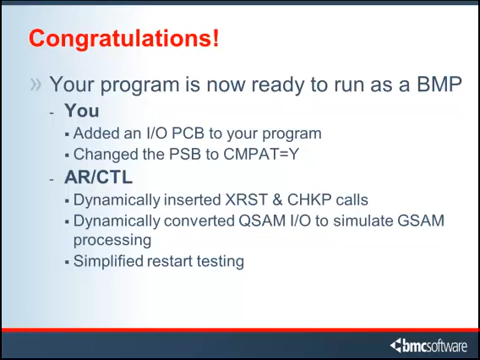 Congratulations!
» Your program is now ready to run as a BMP
- You
▪ Added an I/O PCB to your program
▪ Changed the PSB to CMPAT=Y
- AR/CTL
▪ Dynamically inserted XRST & CHKP calls
▪ Dynamically converted QSAM I/O to simulate GSAM
processing
▪ Simplified restart testing
bmcsoftware